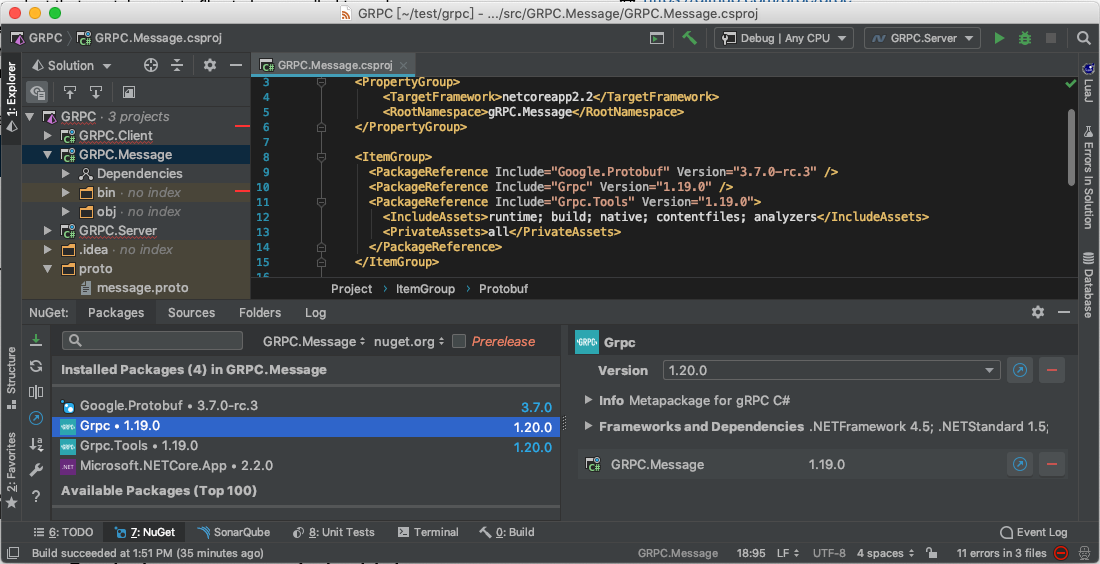 GRPC [~/test/grpc] - .../src/GRPC.Message/GRPC.Message.csproj
GRPC
GRPC.Message.csproj
Debug | Any CPU
GRPC.Server
1: Explorer
Solution
GRPC.Message.csproj
GRPC · 3 projects
GRPC.Client
GRPC.Message
Dependencies
bin · no index
obj · no index
GRPC.Server
.idea · no index
proto
message.proto
3 <PropertyGroup>
4 <TargetFramework>netcoreapp2.2</TargetFramework>
5 <RootNamespace>gRPC.Message</RootNamespace>
6 </PropertyGroup>
7
8 <ItemGroup>
9 <PackageReference Include="Google.Protobuf" Version="3.7.0-rc.3" />
10 <PackageReference Include="Grpc" Version="1.19.0" />
11 <PackageReference Include="Grpc.Tools" Version="1.19.0">
12 <IncludeAssets>runtime; build; native; contentfiles; analyzers</IncludeAssets>
13 <PrivateAssets>all</PrivateAssets>
14 </PackageReference>
15 </ItemGroup>
16
Project › ItemGroup › Protobuf
LuaJ
Errors In Solution
Database
NuGet: Packages Sources Folders Log
Structure
2: Favorites
GRPC.Message nuget.org Prerelease
Installed Packages (4) in GRPC.Message
Google.Protobuf • 3.7.0-rc.3 3.7.0
GRPC Grpc • 1.19.0 1.20.0
GRPC Grpc.Tools • 1.19.0 1.20.0
.NET Microsoft.NETCore.App • 2.2.0
Available Packages (Top 100)
GRPC Grpc
Version 1.20.0
Info Metapackage for gRPC C#
Frameworks and Dependencies .NETFramework 4.5; .NETStandard 1.5;
GRPC.Message 1.19.0
6: TODO 7: NuGet SonarQube 8: Unit Tests Terminal 0: Build Event Log
Build succeeded at 1:51 PM (35 minutes ago) GRPC.Message 18:95 LF UTF-8 4 spaces 11 errors in 3 files